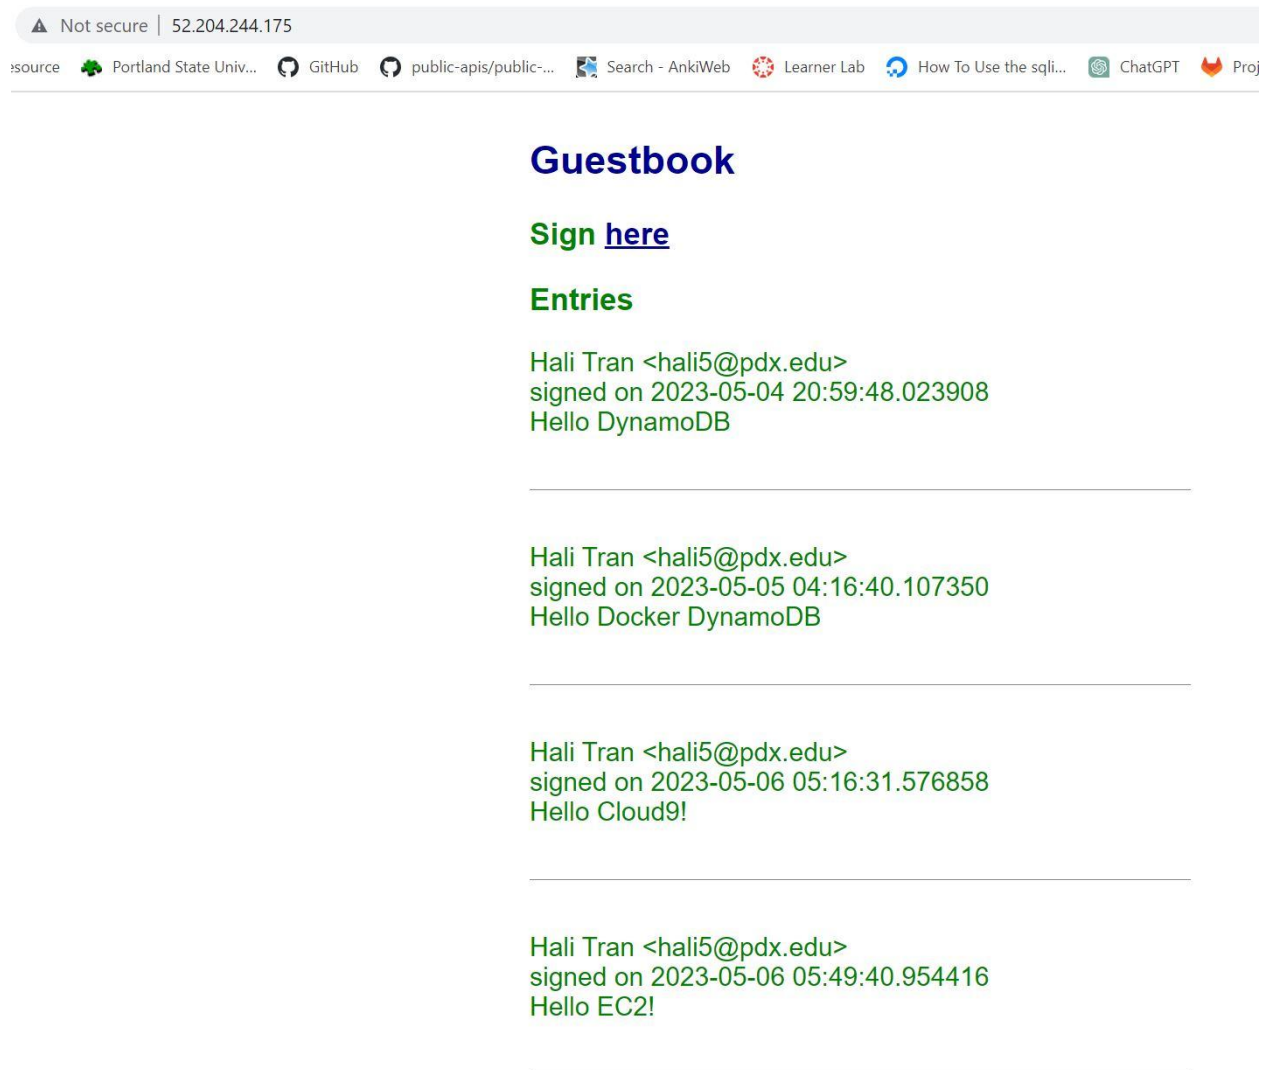 Not secure | 52.204.244.175
esource Portland State Univ... GitHub public-apis/public-... Search - AnkiWeb Learner Lab How To Use the sqli... ChatGPT Proj
Guestbook
Sign here
Entries
Hali Tran <hali5@pdx.edu>
signed on 2023-05-04 20:59:48.023908
Hello DynamoDB
Hali Tran <hali5@pdx.edu>
signed on 2023-05-05 04:16:40.107350
Hello Docker DynamoDB
Hali Tran <hali5@pdx.edu>
signed on 2023-05-06 05:16:31.576858
Hello Cloud9!
Hali Tran <hali5@pdx.edu>
signed on 2023-05-06 05:49:40.954416
Hello EC2!